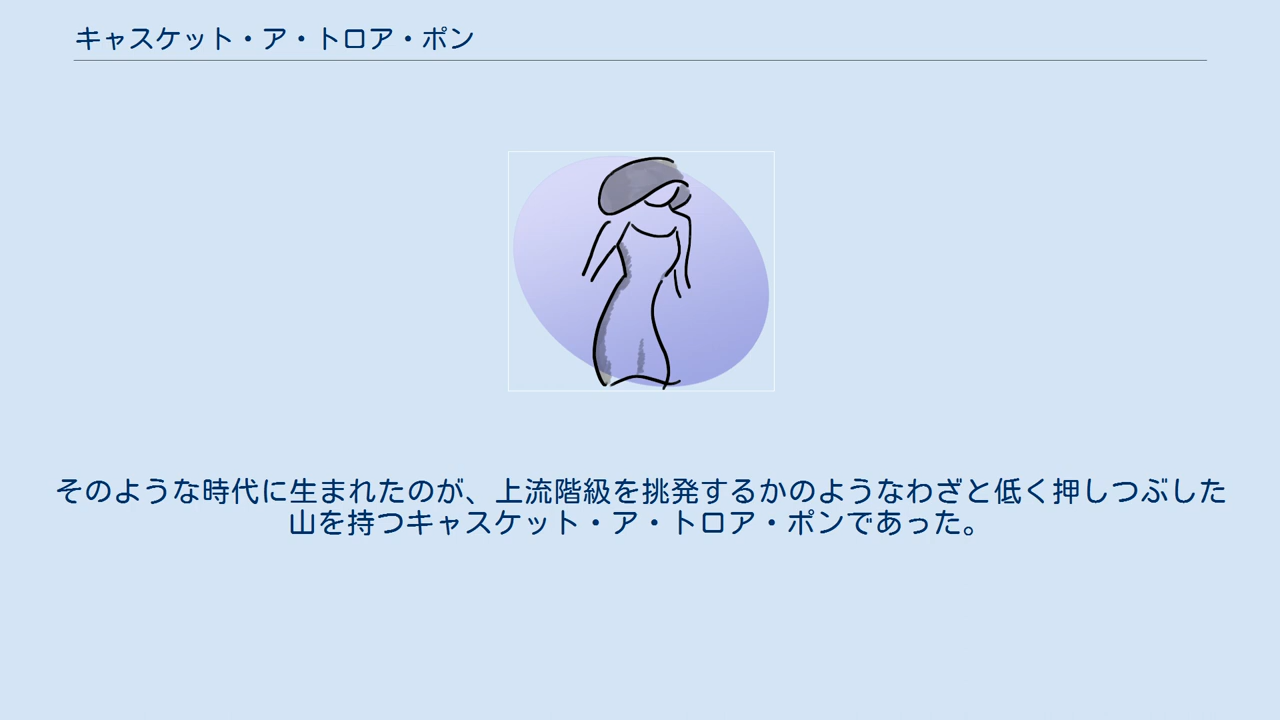 キャスケット・ア・トロア・ポン
そのような時代に生まれたのが、上流階級を挑発するかのようなわざと低く押しつぶした
山を持つキャスケット・ア・トロア・ポンであった。